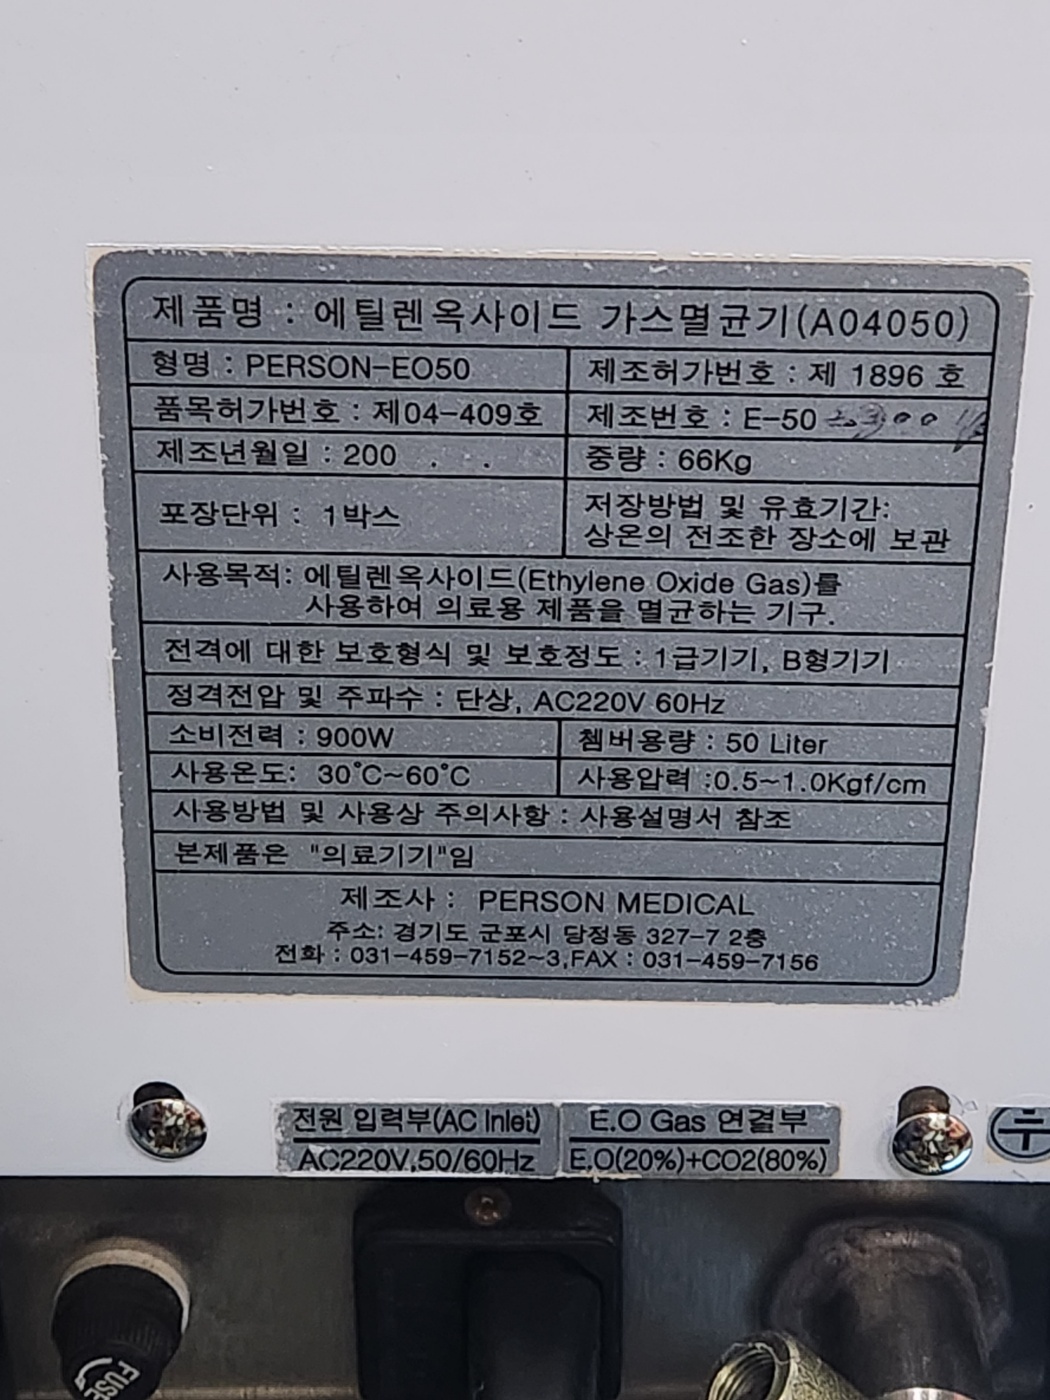 제품명 : 에틸렌옥사이드 가스멸균기(A04050)
형명 : PERSON-EO50
제조허가번호 : 제 1896 호
품목허가번호 : 제04-409호
제조번호 : E-50
제조년월일 : 200 . .
중량 : 66Kg
포장단위 : 1박스
저장방법 및 유효기간:
상온의 전조한 장소에 보관
사용목적: 에틸렌옥사이드(Ethylene Oxide Gas)를
사용하여 의료용 제품을 멸균하는 기구.
전격에 대한 보호형식 및 보호정도 : 1급기기, B형기기
정격전압 및 주파수 : 단상, AC220V 60Hz
소비전력 : 900W
쳄버용량 : 50 Liter
사용온도: 30°C~60°C
사용압력 :0.5~1.0Kgf/cm
사용방법 및 사용상 주의사항 : 사용설명서 참조
본제품은 "의료기기"임
제조사 : PERSON MEDICAL
주소: 경기도 군포시 당정동 327-7 2층
전화 : 031-459-7152~3,FAX : 031-459-7156
전원 입력부(AC Inlet)
AC220V,50/60Hz
E.O Gas 연결부
E.O(20%)+CO2(80%)
주
FUSE